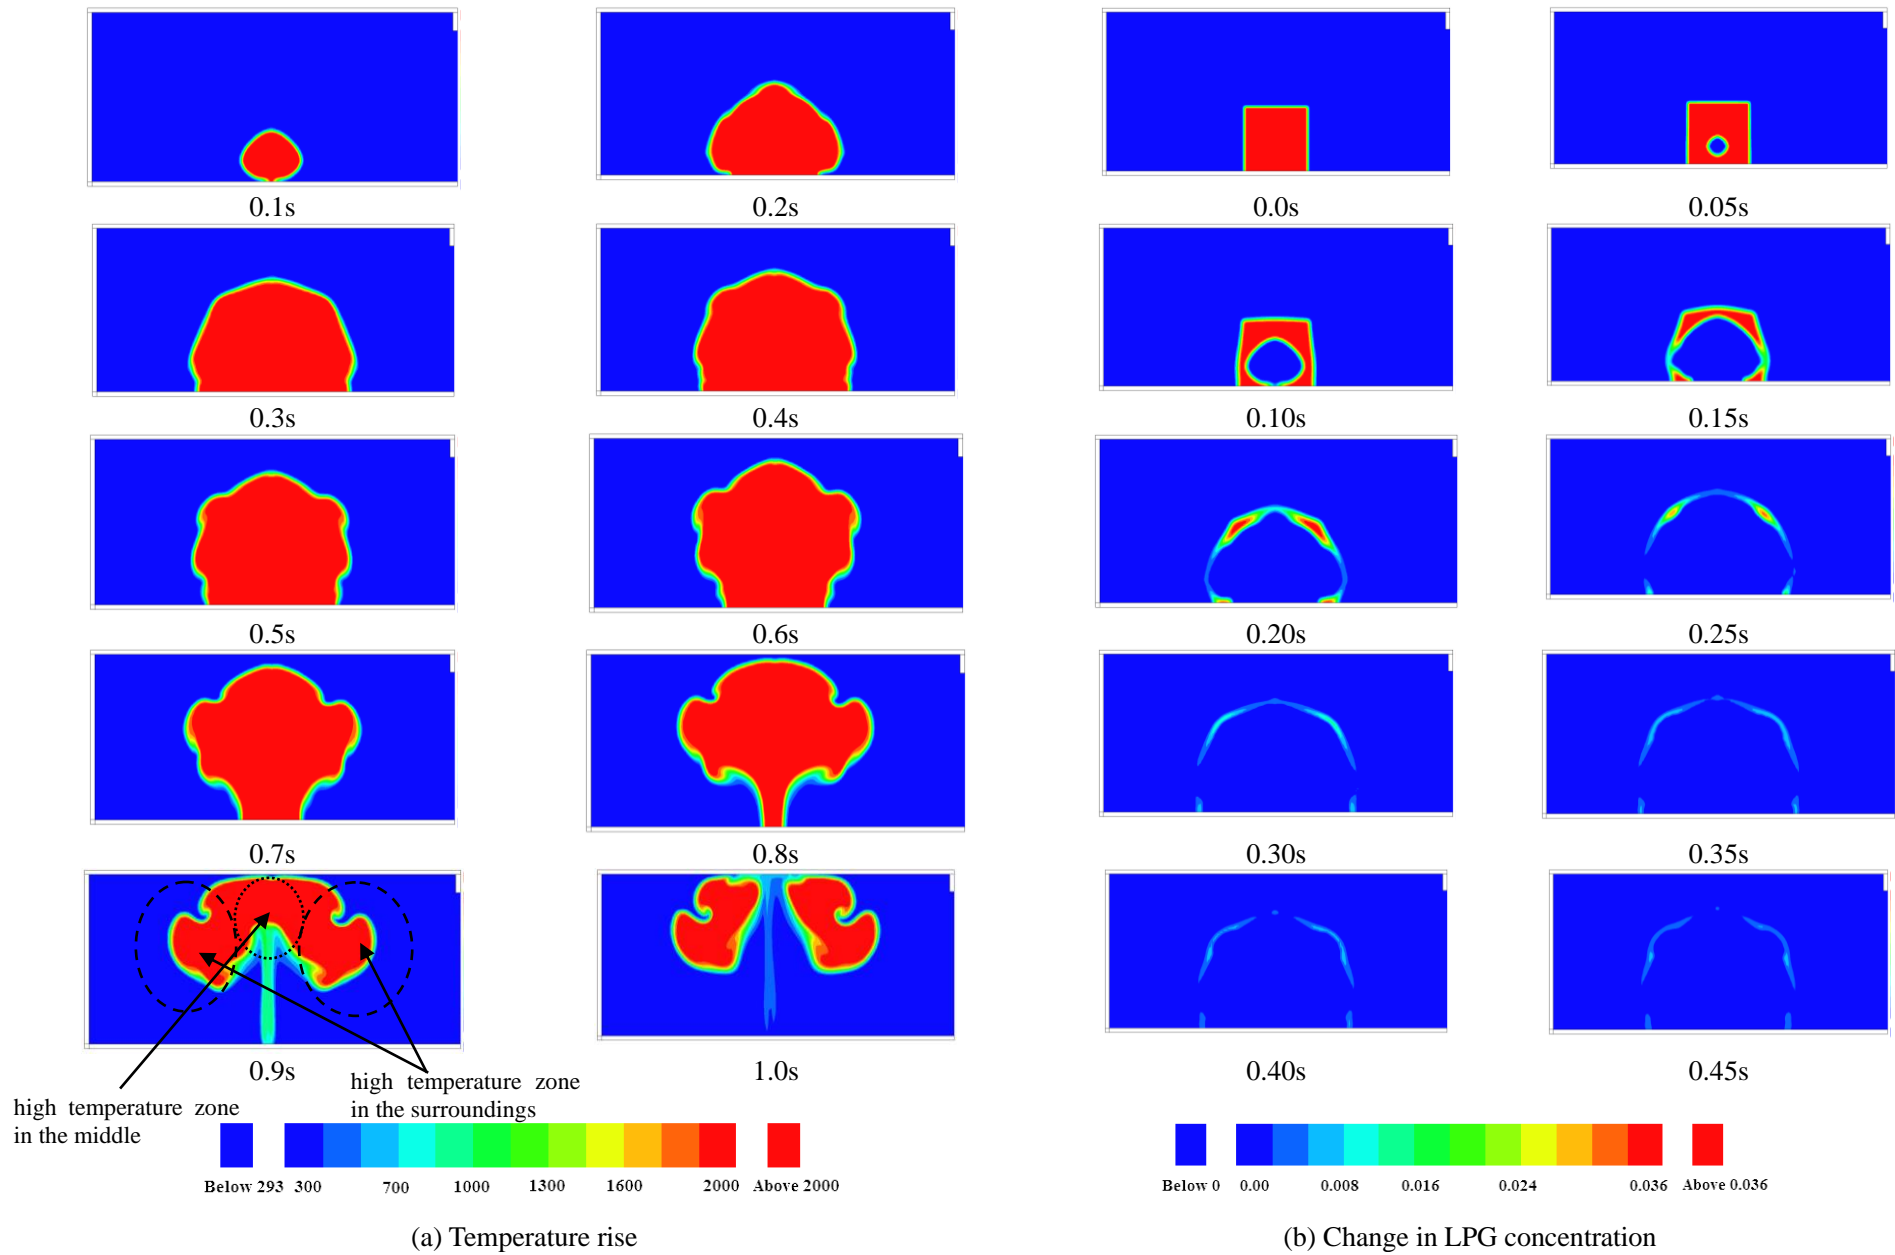 0.1s 0.2s 0.0s 0.05s
0.3s 0.4s 0.10s 0.15s
0.5s 0.6s 0.20s 0.25s
0.7s 0.8s 0.30s 0.35s
0.9s 1.0s 0.40s 0.45s
high temperature zone
in the middle
high temperature zone
in the surroundings
Below 293 300 700 1000 1300 1600 2000 Above 2000
Below 0 0.00 0.008 0.016 0.024 0.036 Above 0.036
(a) Temperature rise
(b) Change in LPG concentration